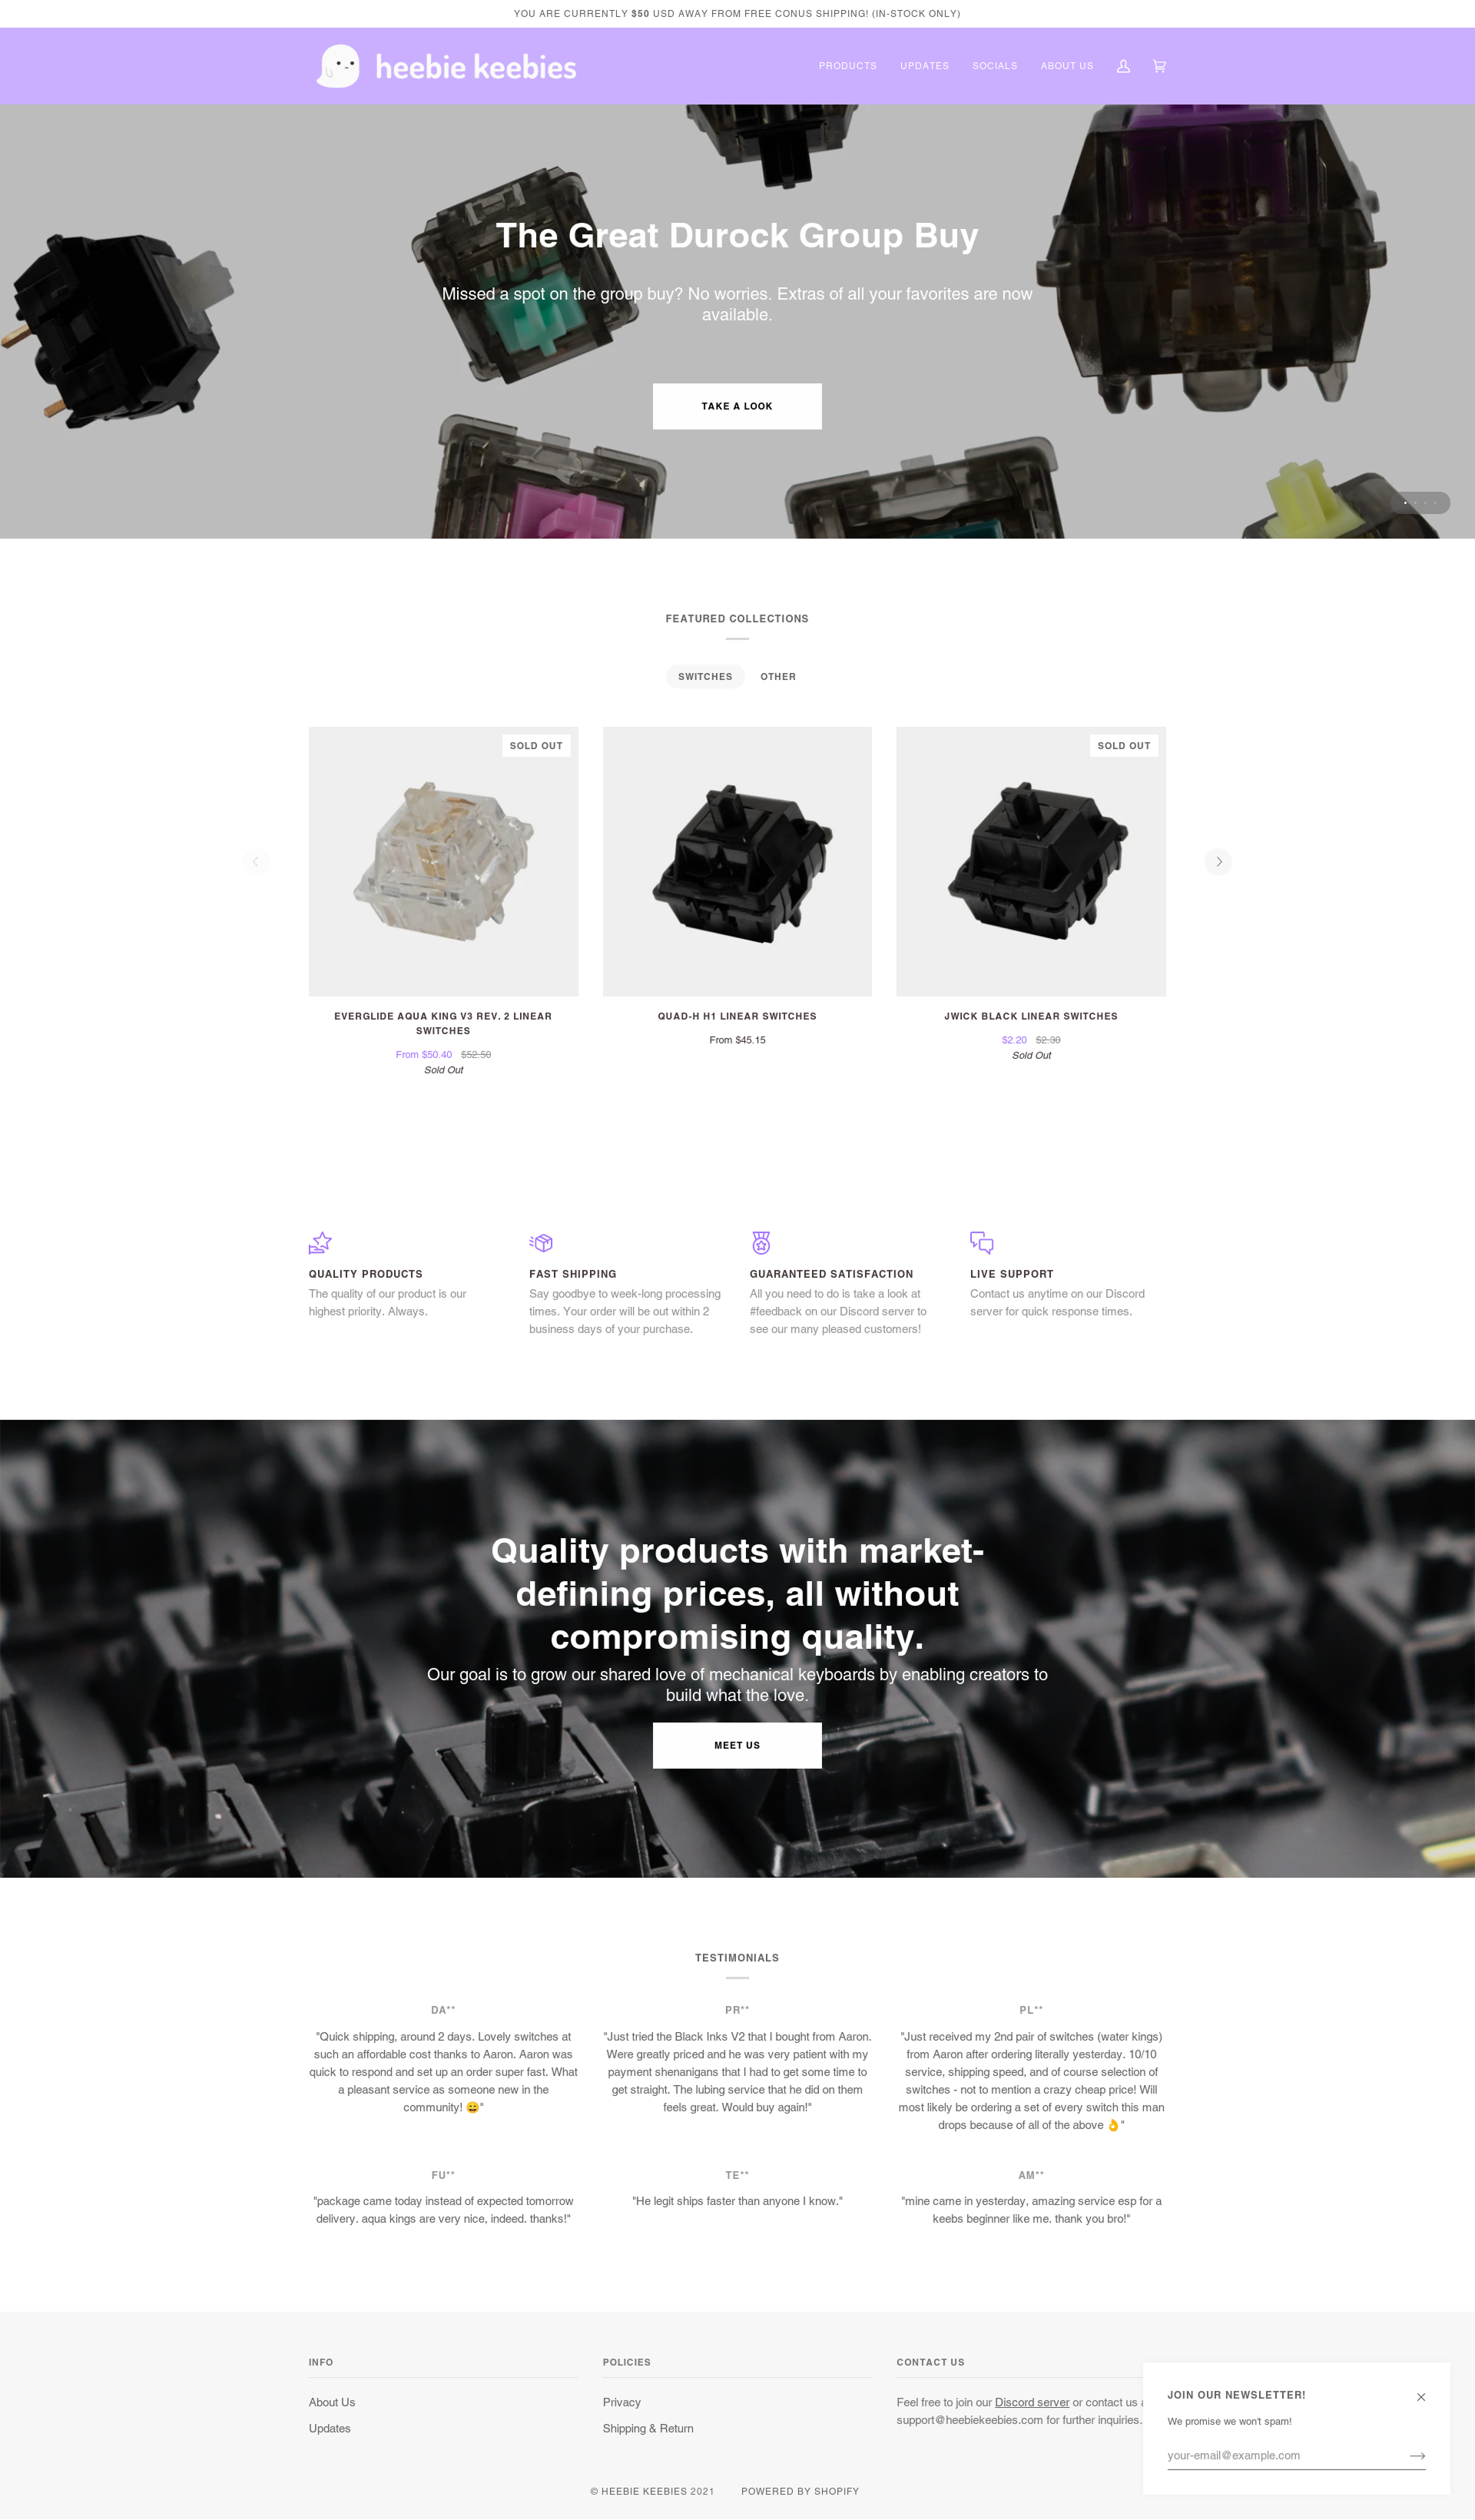 YOU ARE CURRENTLY $50 USD AWAY FROM FREE CONUS SHIPPING! (IN-STOCK ONLY)
heebie keebies
PRODUCTS UPDATES SOCIALS ABOUT US
The Great Durock Group Buy
Missed a spot on the group buy? No worries. Extras of all your favorites are now
available.
TAKE A LOOK
FEATURED COLLECTIONS
SWITCHES OTHER
SOLD OUT
SOLD OUT
EVERGLIDE AQUA KING V3 REV. 2 LINEAR
SWITCHES
From $50.40 $52.50
Sold Out
QUAD-H H1 LINEAR SWITCHES
From $45.15
JWICK BLACK LINEAR SWITCHES
$2.20 $2.30
Sold Out
QUALITY PRODUCTS
The quality of our product is our
highest priority. Always.
FAST SHIPPING
Say goodbye to week-long processing
times. Your order will be out within 2
business days of your purchase.
GUARANTEED SATISFACTION
All you need to do is take a look at
#feedback on our Discord server to
see our many pleased customers!
LIVE SUPPORT
Contact us anytime on our Discord
server for quick response times.
Quality products with market-
defining prices, all without
compromising quality.
Our goal is to grow our shared love of mechanical keyboards by enabling creators to
build what the love.
MEET US
TESTIMONIALS
DA**
"Quick shipping, around 2 days. Lovely switches at
such an affordable cost thanks to Aaron. Aaron was
quick to respond and set up an order super fast. What
a pleasant service as someone new in the
community! 😄"
PR**
"Just tried the Black Inks V2 that I bought from Aaron.
Were greatly priced and he was very patient with my
payment shenanigans that I had to get some time to
get straight. The lubing service that he did on them
feels great. Would buy again!"
PL**
"Just received my 2nd pair of switches (water kings)
from Aaron after ordering literally yesterday. 10/10
service, shipping speed, and of course selection of
switches - not to mention a crazy cheap price! Will
most likely be ordering a set of every switch this man
drops because of all of the above 👌"
FU**
"package came today instead of expected tomorrow
delivery. aqua kings are very nice, indeed. thanks!"
TE**
"He legit ships faster than anyone I know."
AM**
"mine came in yesterday, amazing service esp for a
keebs beginner like me. thank you bro!"
INFO
About Us
Updates
POLICIES
Privacy
Shipping & Return
CONTACT US
Feel free to join our Discord server or contact us
support@heebiekeebies.com for further inquiries.
JOIN OUR NEWSLETTER!
We promise we won't spam!
your-email@example.com
© HEEBIE KEEBIES 2021 POWERED BY SHOPIFY